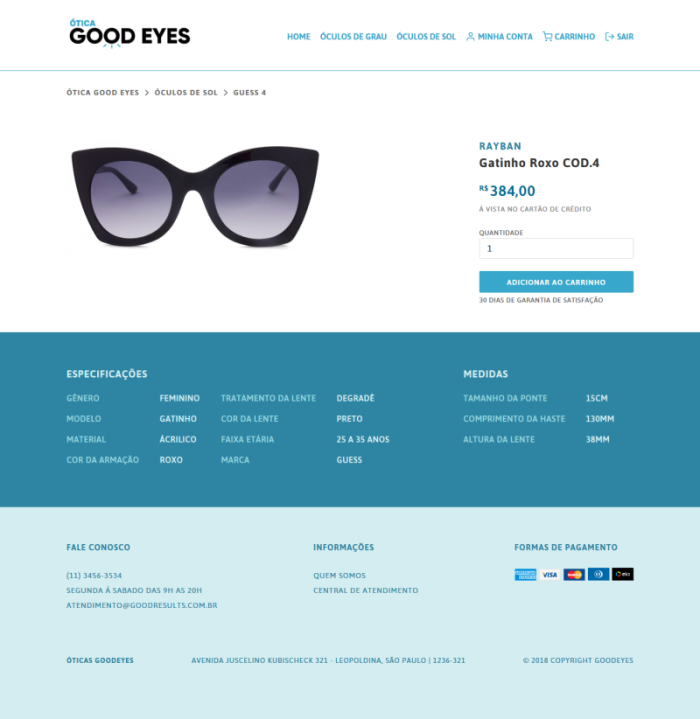 ÓTICA
GOOD EYES
HOME ÓCULOS DE GRAU ÓCULOS DE SOL MINHA CONTA CARRINHO SAIR
ÓTICA GOOD EYES > ÓCULOS DE SOL > GUESS 4
RAYBAN
Gatinho Roxo COD.4
R$ 384,00
Á VISTA NO CARTÃO DE CRÉDITO
QUANTIDADE
1
ADICIONAR AO CARRINHO
30 DIAS DE GARANTIA DE SATISFAÇÃO
ESPECIFICAÇÕES
GÊNERO FEMININO TRATAMENTO DA LENTE DEGRADÊ
MODELO GATINHO COR DA LENTE PRETO
MATERIAL ÁCRILICO FAIXA ETÁRIA 25 A 35 ANOS
COR DA ARMAÇÃO ROXO MARCA GUESS
MEDIDAS
TAMANHO DA PONTE 15CM
COMPRIMENTO DA HASTE 130MM
ALTURA DA LENTE 38MM
FALE CONOSCO
(11) 3456-3534
SEGUNDA Á SABADO DAS 9H AS 20H
ATENDIMENTO@GOODRESULTS.COM.BR
INFORMAÇÕES
QUEM SOMOS
CENTRAL DE ATENDIMENTO
FORMAS DE PAGAMENTO
VISA
elo
ÓTICAS GOODEYES AVENIDA JUSCELINO KUBISCHECK 321 - LEOPOLDINA, SÃO PAULO | 1236-321 © 2018 COPYRIGHT GOODEYES